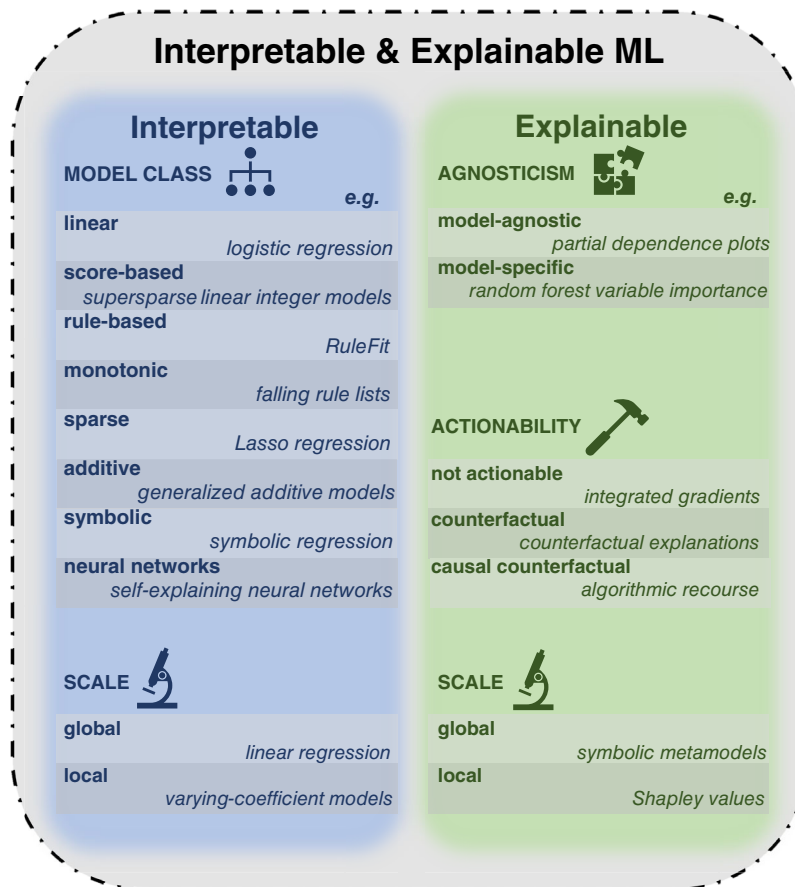 Interpretable & Explainable ML
Interpretable
MODEL CLASS
e.g.
linear
logistic regression
score-based
supersparse linear integer models
rule-based
RuleFit
monotonic
falling rule lists
sparse
Lasso regression
additive
generalized additive models
symbolic
symbolic regression
neural networks
self-explaining neural networks
SCALE
global
linear regression
local
varying-coefficient models
Explainable
AGNOSTICISM
e.g.
model-agnostic
partial dependence plots
model-specific
random forest variable importance
ACTIONABILITY
not actionable
integrated gradients
counterfactual
counterfactual explanations
causal counterfactual
algorithmic recourse
SCALE
global
symbolic metamodels
local
Shapley values